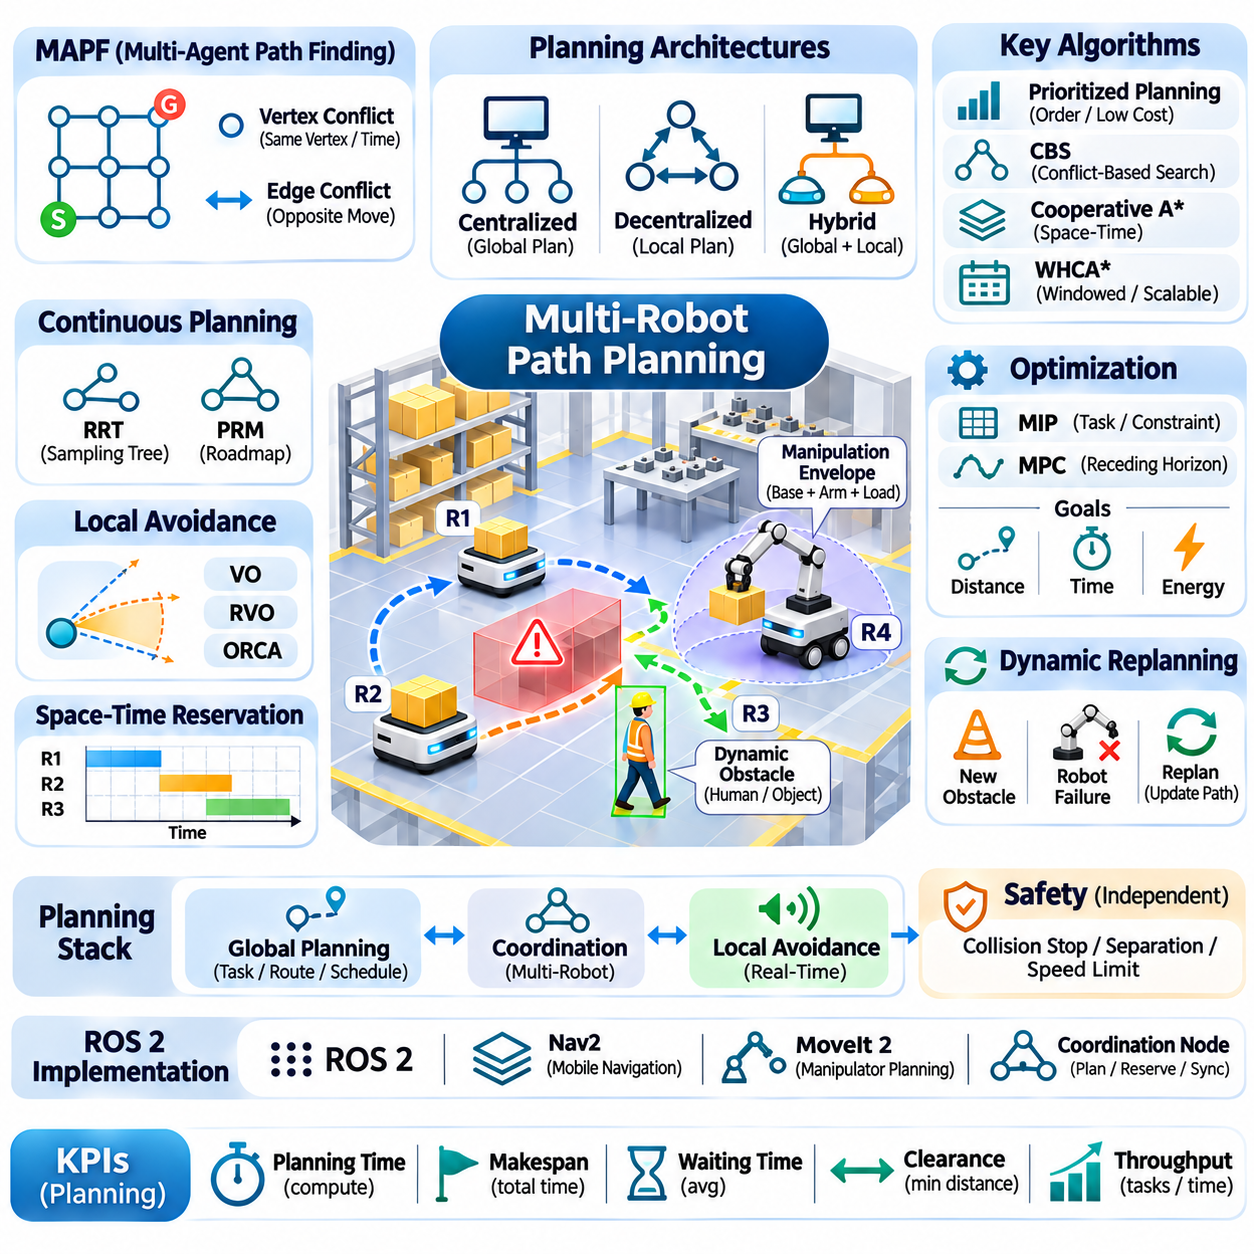 MAPF (Multi-Agent Path Finding)
G
S
Vertex Conflict
(Same Vertex / Time)
Edge Conflict
(Opposite Move)
Planning Architectures
Centralized
(Global Plan)
Decentralized
(Local Plan)
Hybrid
(Global + Local)
Key Algorithms
Prioritized Planning
(Order / Low Cost)
CBS
(Conflict-Based Search)
Cooperative A*
(Space-Time)
WHCA*
(Windowed / Scalable)
Continuous Planning
RRT
(Sampling Tree)
PRM
(Roadmap)
Local Avoidance
VO
RVO
ORCA
Space-Time Reservation
R1
R2
R3
Time
Multi-Robot
Path Planning
R1
R2
R3
R4
Manipulation
Envelope
(Base + Arm + Load)
Dynamic
Obstacle
(Human / Object)
Optimization
MIP (Task / Constraint)
MPC (Receding Horizon)
Goals
Distance
Time
Energy
Dynamic Replanning
New
Obstacle
Robot
Failure
Replan
(Update Path)
Planning
Stack
Global Planning
(Task / Route / Schedule)
Coordination
(Multi-Robot)
Local Avoidance
(Real-Time)
Safety (Independent)
Collision Stop / Separation /
Speed Limit
ROS 2
Implementation
ROS 2
Nav2
(Mobile Navigation)
MoveIt 2
(Manipulator Planning)
Coordination Node
(Plan / Reserve / Sync)
KPIs
(Planning)
Planning Time
(compute)
Makespan
(total time)
Waiting Time
(avg)
Clearance
(min distance)
Throughput
(tasks / time)